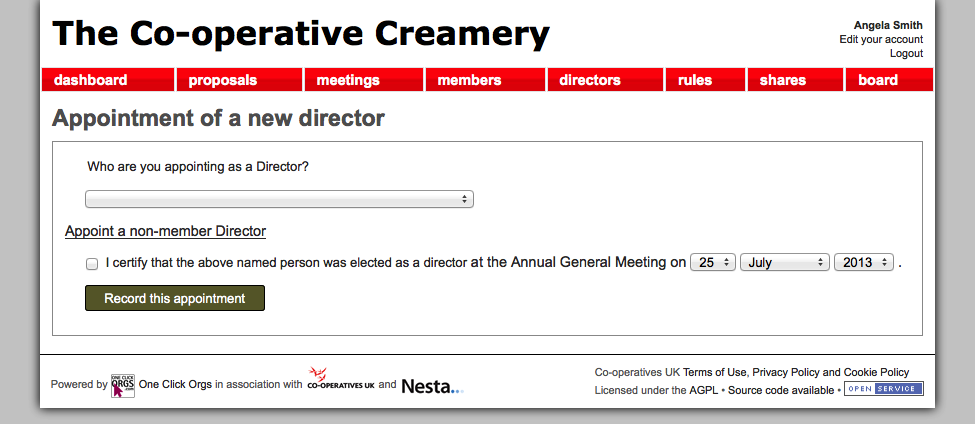 The Co-operative Creamery
Angela Smith
Edit your account
Logout
dashboard proposals meetings members directors rules shares board
Appointment of a new director
Who are you appointing as a Director?
Appoint a non-member Director
I certify that the above named person was elected as a director at the Annual General Meeting on 25 July 2013 .
Record this appointment
Powered by ONE CLICK ORGS .COM One Click Orgs in association with CO-OPERATIVES UK and Nesta...
Co-operatives UK Terms of Use, Privacy Policy and Cookie Policy
Licensed under the AGPL • Source code available • OPEN SERVICE